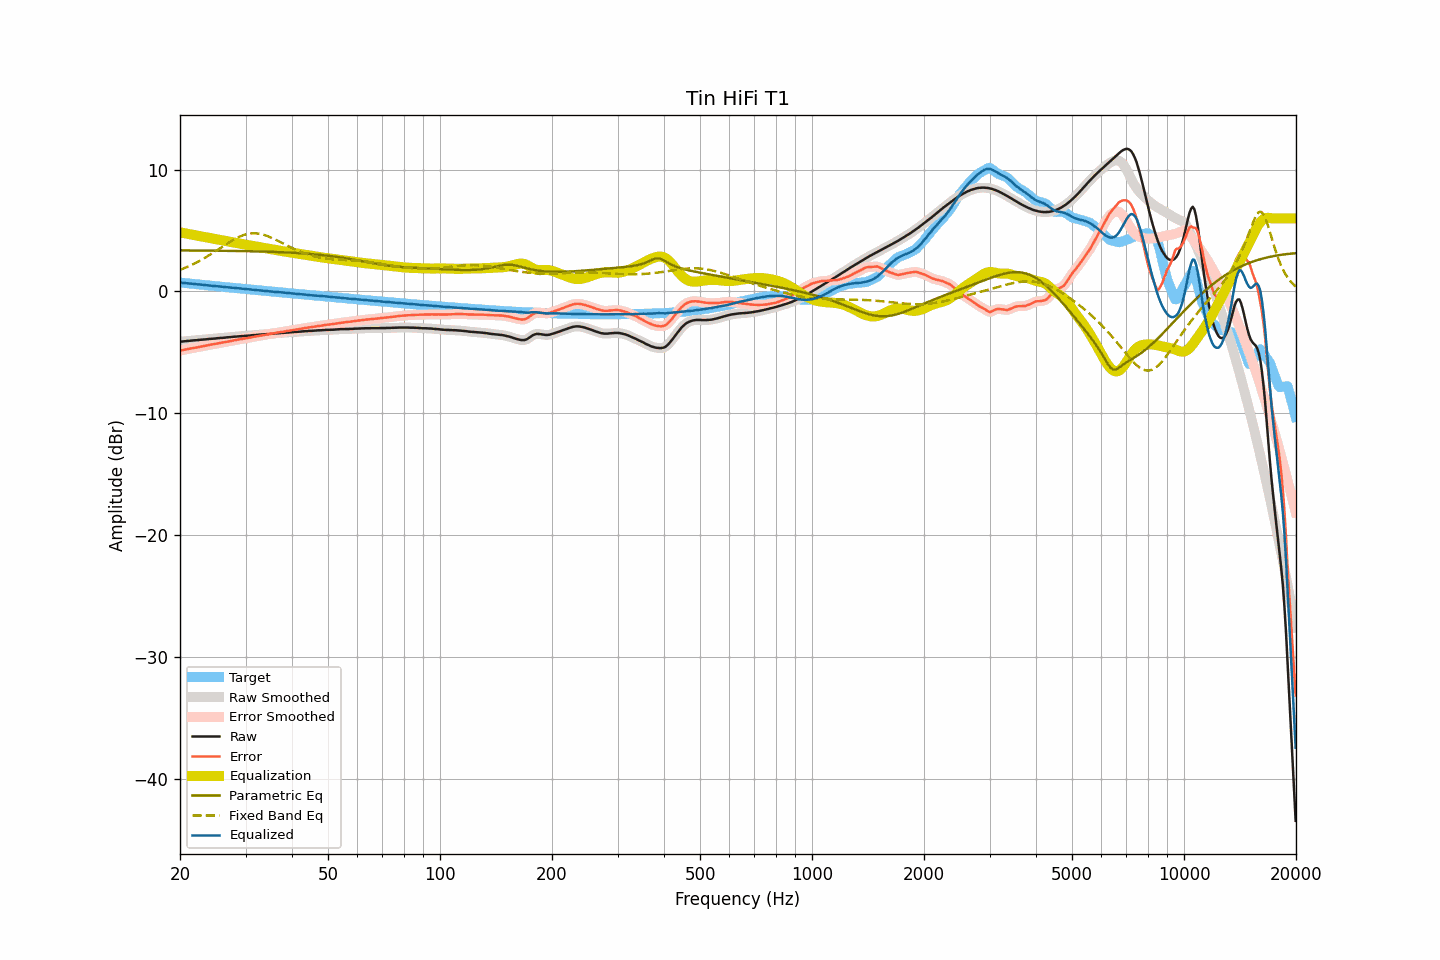 Tin HiFi T1
Amplitude (dBr)
10
0
−10
−20
−30
−40
Target
Raw Smoothed
Error Smoothed
Raw
Error
Equalization
Parametric Eq
Fixed Band Eq
Equalized
20 50 100 200 500 1000 2000 5000 10000 20000
Frequency (Hz)